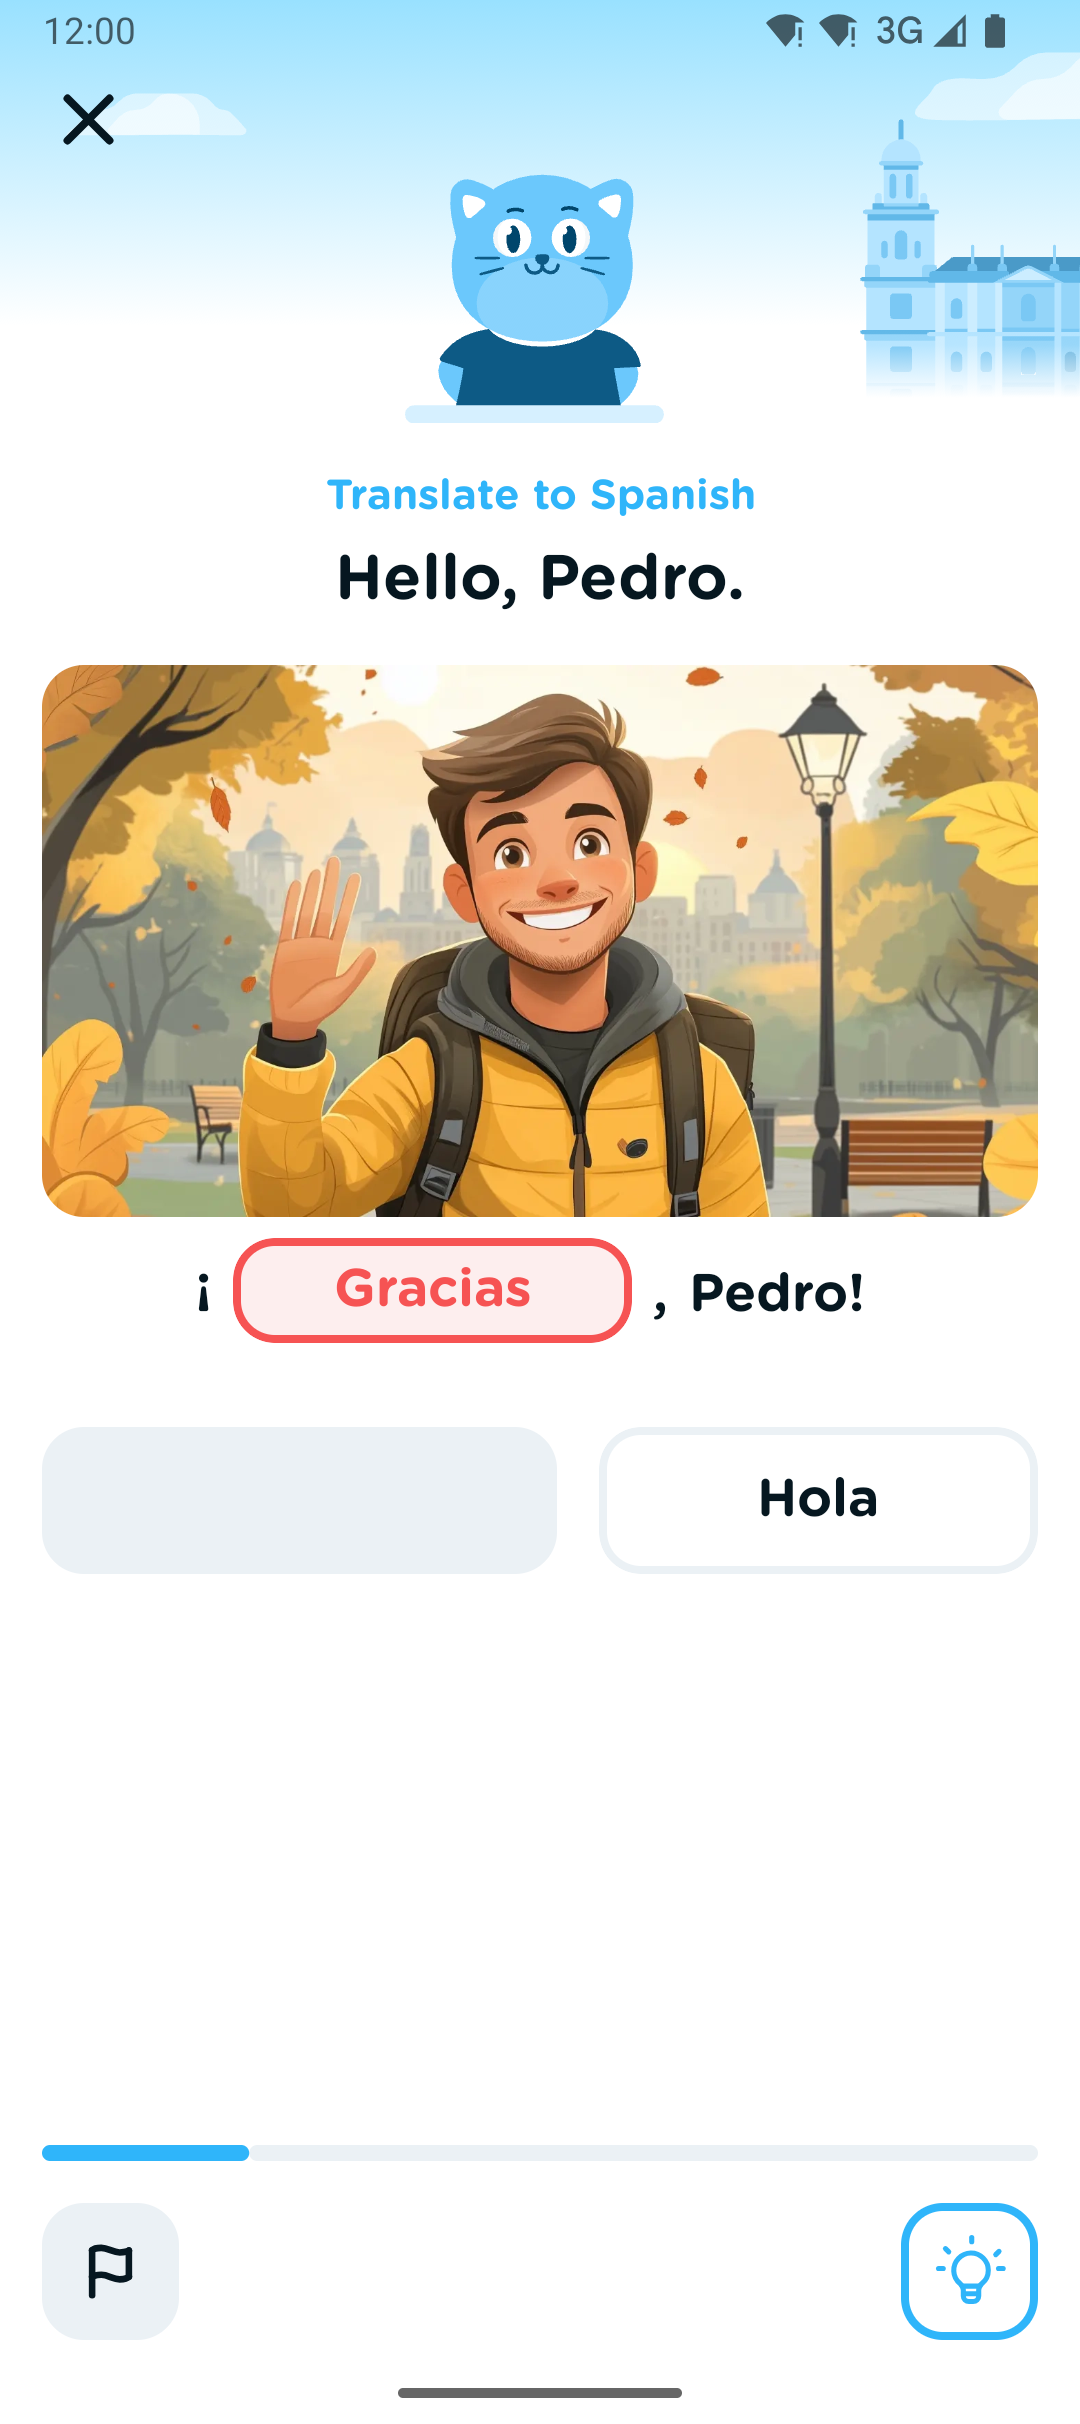 12:00
3G
Translate to Spanish
Hello, Pedro.
¡ Gracias , Pedro!
Hola